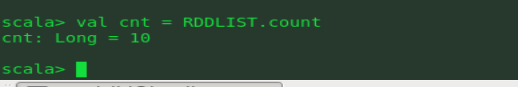 scala> val cnt = RDDLIST.count
cnt: Long = 10
scala>